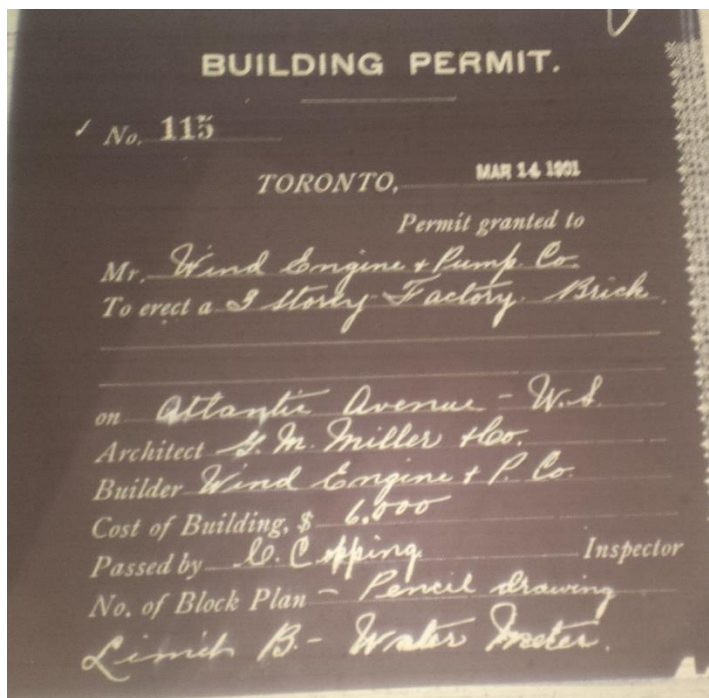 BUILDING PERMIT.
No. 115
TORONTO, MAR 14 1901
Permit granted to
Mr. Wind Engine + Pump Co.
To erect a 3 Storey Factory Brick
on Atlantic Avenue - W.S.
Architect G. M. Miller & Co.
Builder Wind Engine + P. Co.
Cost of Building, $ 6.000
Passed by Inspector
No. of Block Plan - Pencil drawing
Limit B. - Water Meter.